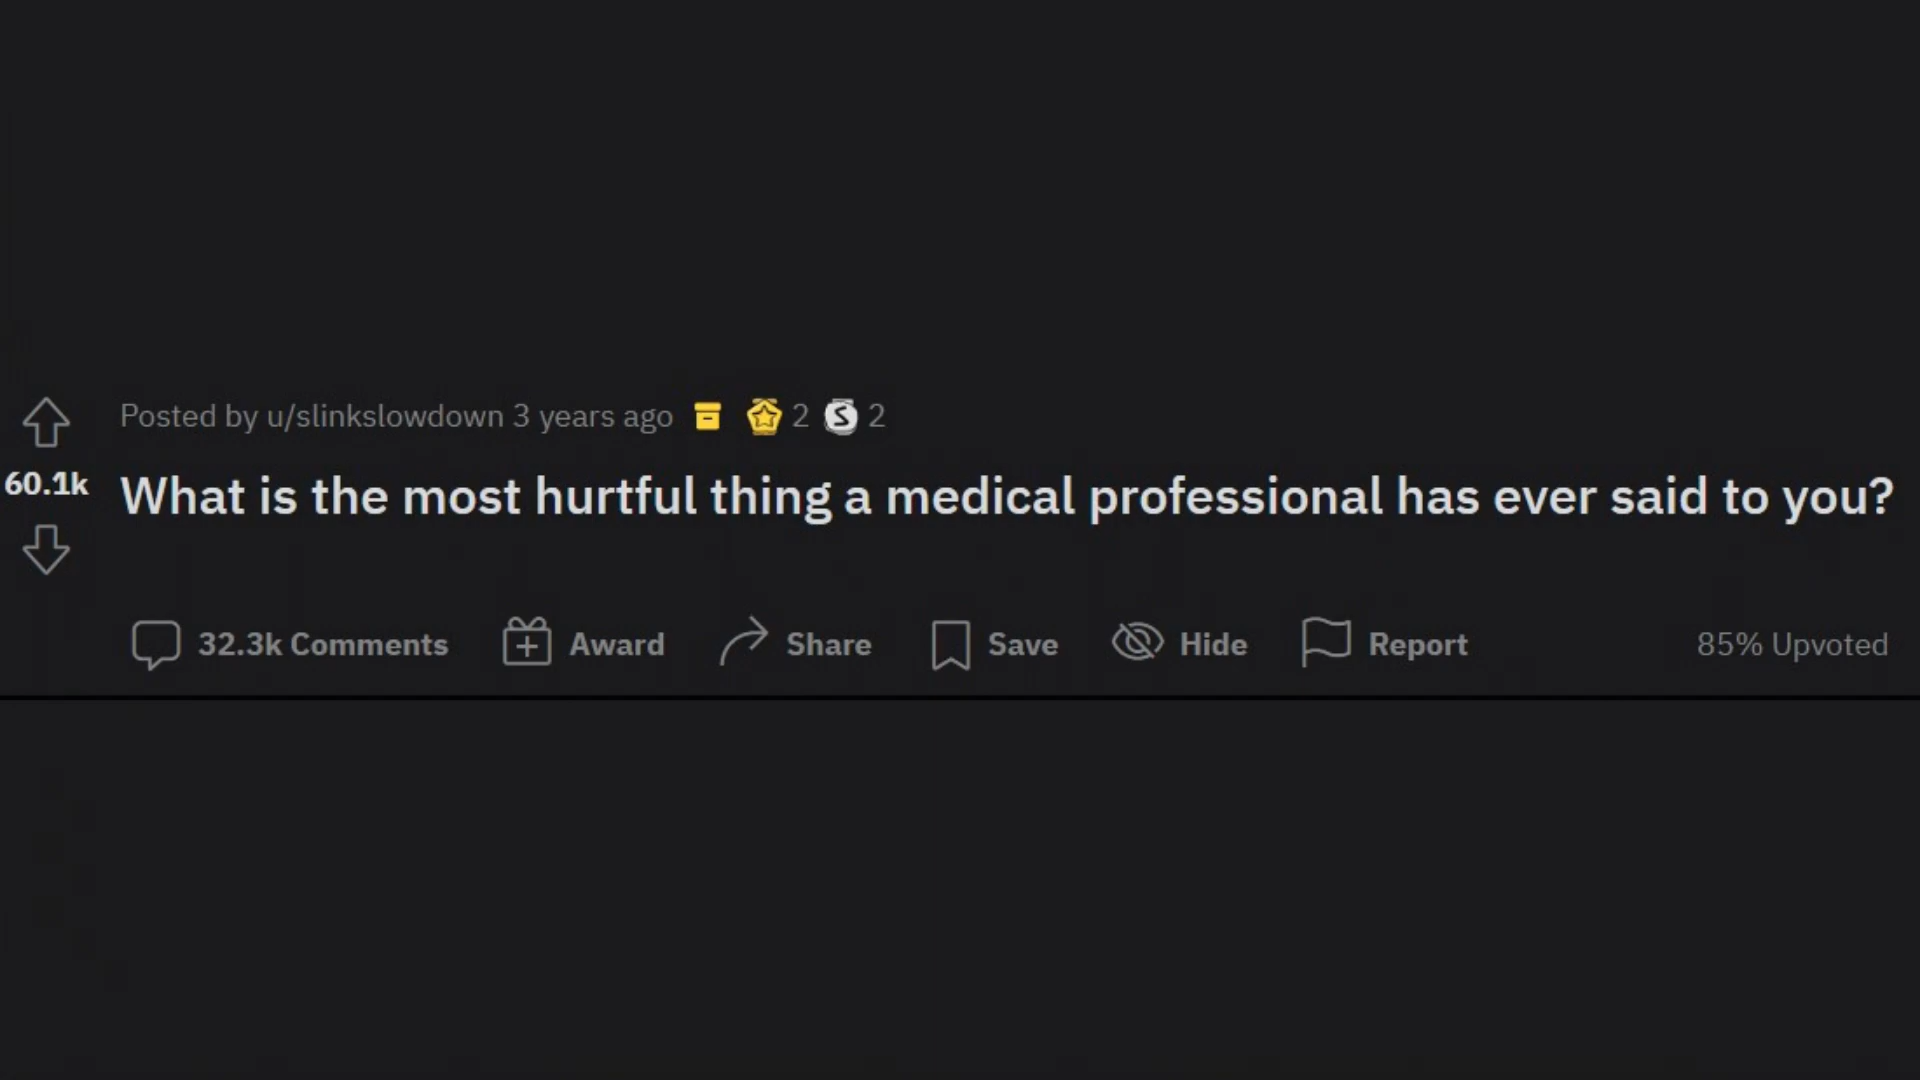 Posted by u/slinkslowdown 3 years ago 2 S 2
60.1k What is the most hurtful thing a medical professional has ever said to you?
32.3k Comments Award Share Save Hide Report 85% Upvoted